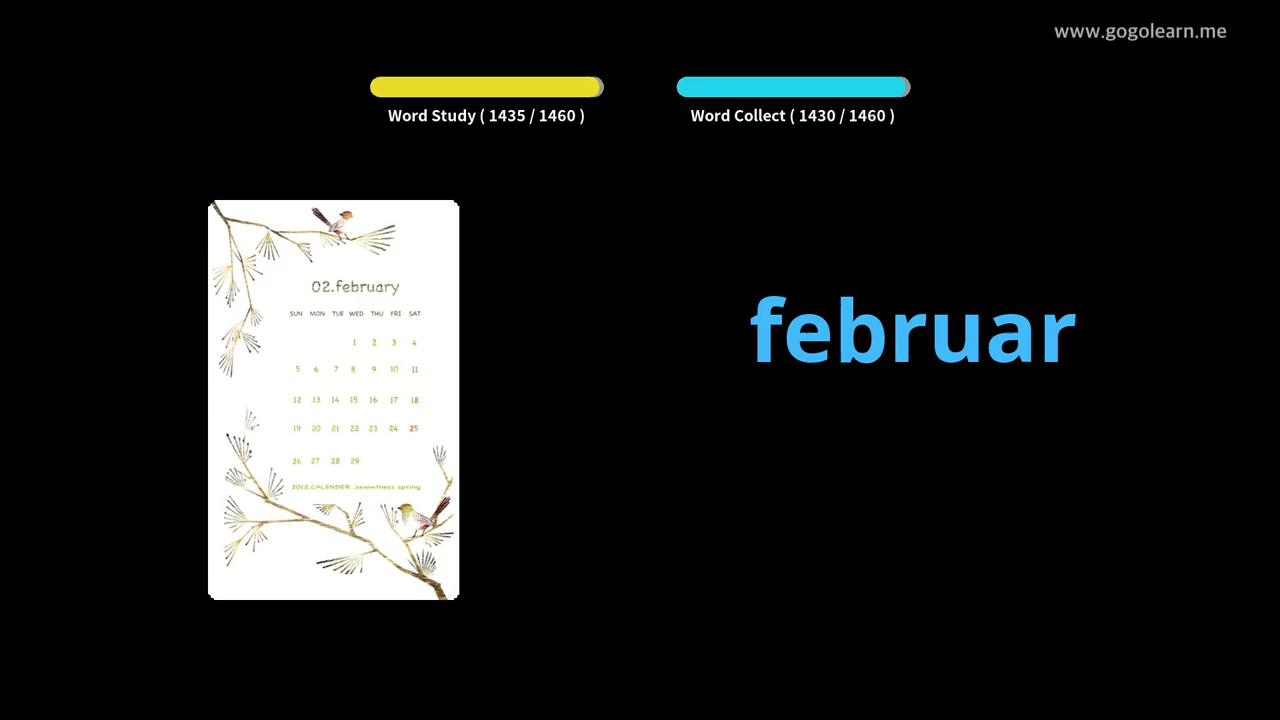 www.gogolearn.me
Word Study ( 1435 / 1460 )
Word Collect ( 1430 / 1460 )
02.february
SUN MON TUE WED THU FRI SAT
1 2 3 4
5 6 7 8 9 10 11
12 13 14 15 16 17 18
19 20 21 22 23 24 25
26 27 28 29
2012.CALENDER .sewwtness spring
februar